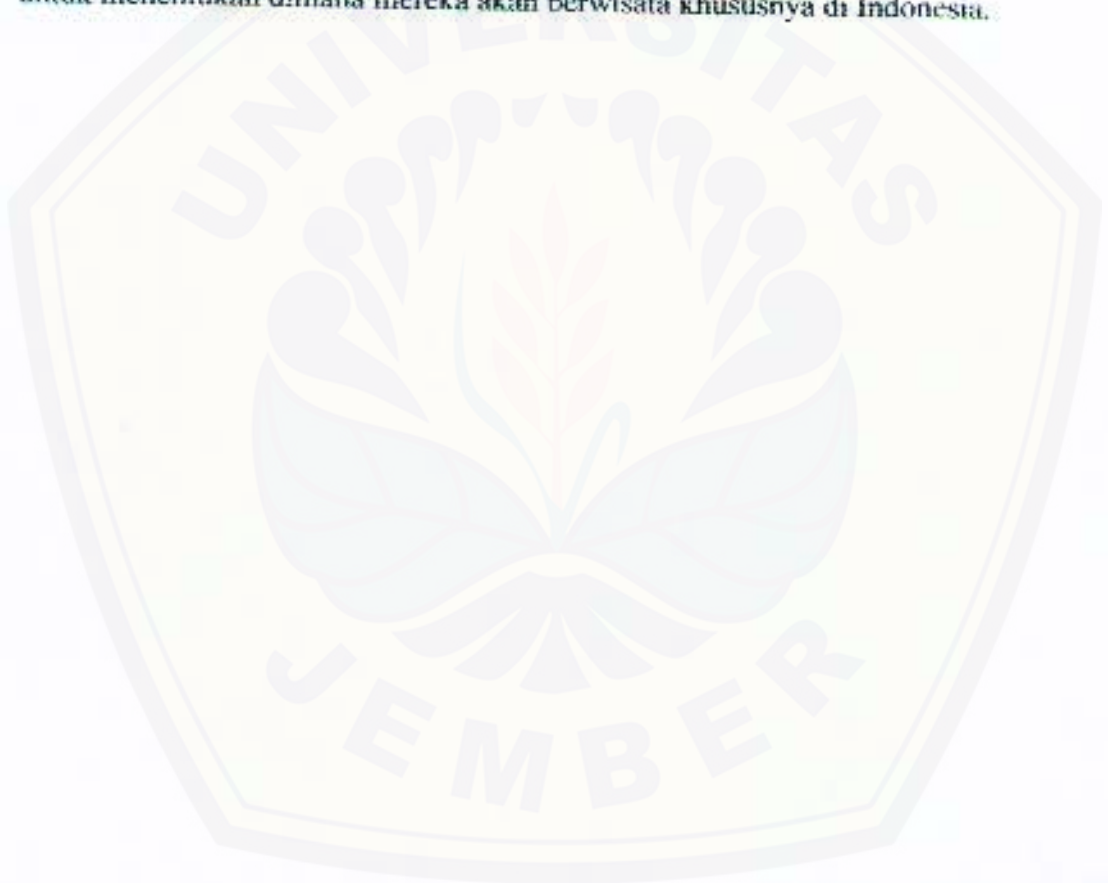 untuk menentukan dimana mereka akan berwisata khususnya di Indonesia.
UNIVERSITAS
JEMBER